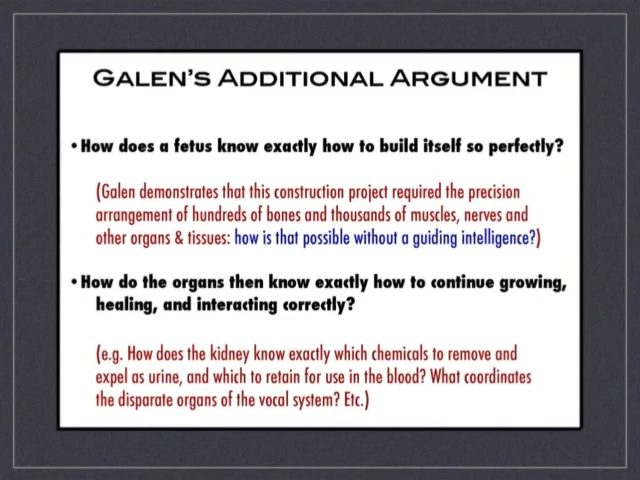 GALEN'S ADDITIONAL ARGUMENT
• How does a fetus know exactly how to build itself so perfectly?
(Galen demonstrates that this construction project required the precision
arrangement of hundreds of bones and thousands of muscles, nerves and
other organs & tissues: how is that possible without a guiding intelligence?)
• How do the organs then know exactly how to continue growing,
healing, and interacting correctly?
(e.g. How does the kidney know exactly which chemicals to remove and
expel as urine, and which to retain for use in the blood? What coordinates
the disparate organs of the vocal system? Etc.)